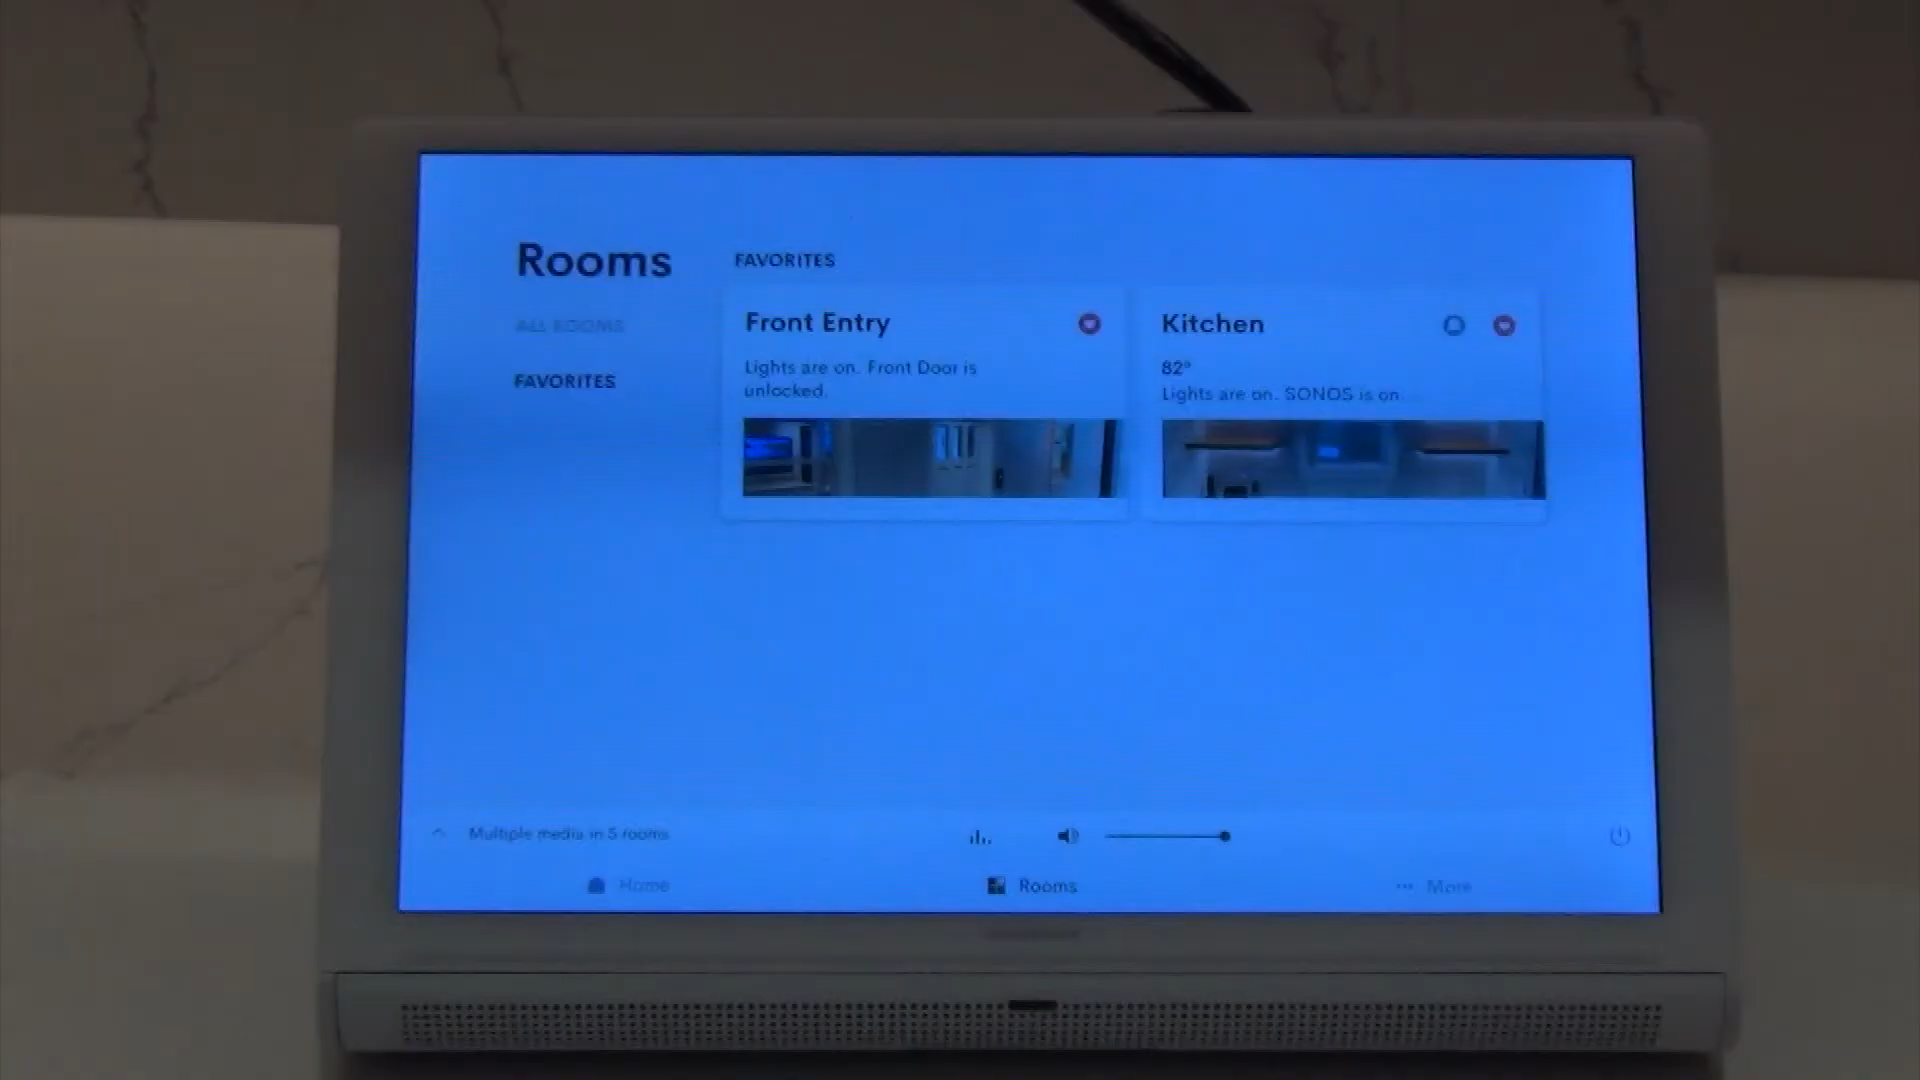 Rooms
ALL ROOMS
FAVORITES
FAVORITES
Front Entry
Lights are on. Front Door is
unlocked.
Kitchen
82°
Lights are on. SONOS is on.
Multiple media in 5 rooms
Home
Rooms
More